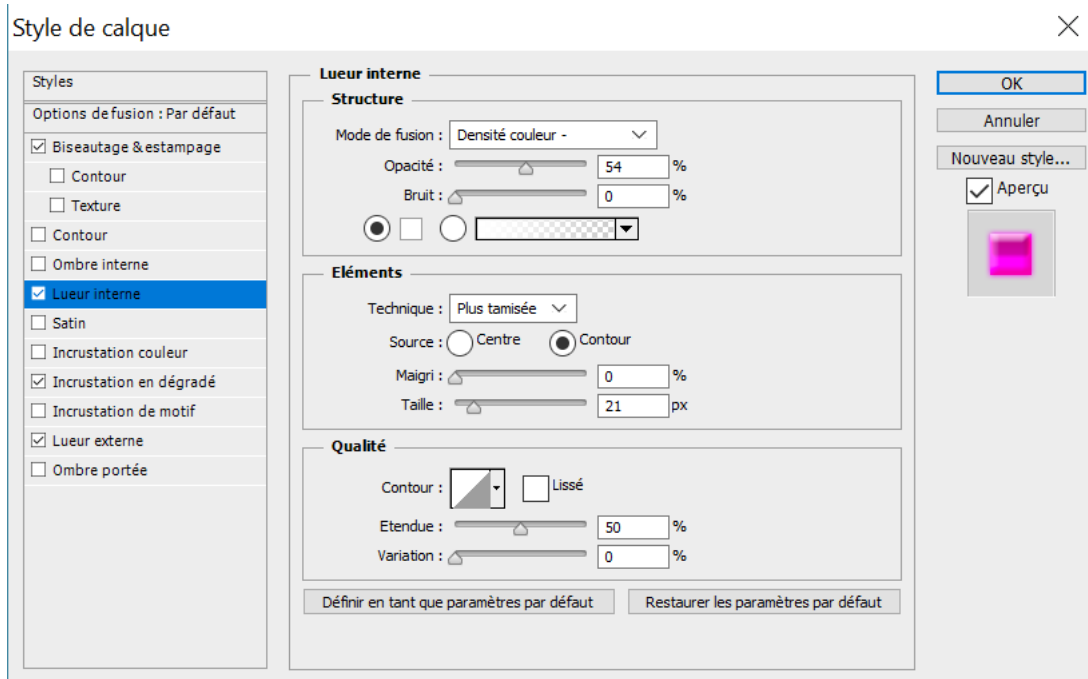 Style de calque
Styles
Options de fusion : Par défaut
Biseautage & estampage
Contour
Texture
Contour
Ombre interne
Lueur interne
Satin
Incrustation couleur
Incrustation en dégradé
Incrustation de motif
Lueur externe
Ombre portée
Lueur interne
Structure
Mode de fusion : Densité couleur -
Opacité : 54 %
Bruit : 0 %
Eléments
Technique : Plus tamisée
Source : Centre Contour
Maigri : 0 %
Taille : 21 px
Qualité
Contour : Lissé
Etendue : 50 %
Variation : 0 %
Définir en tant que paramètres par défaut Restaurer les paramètres par défaut
OK
Annuler
Nouveau style...
Aperçu